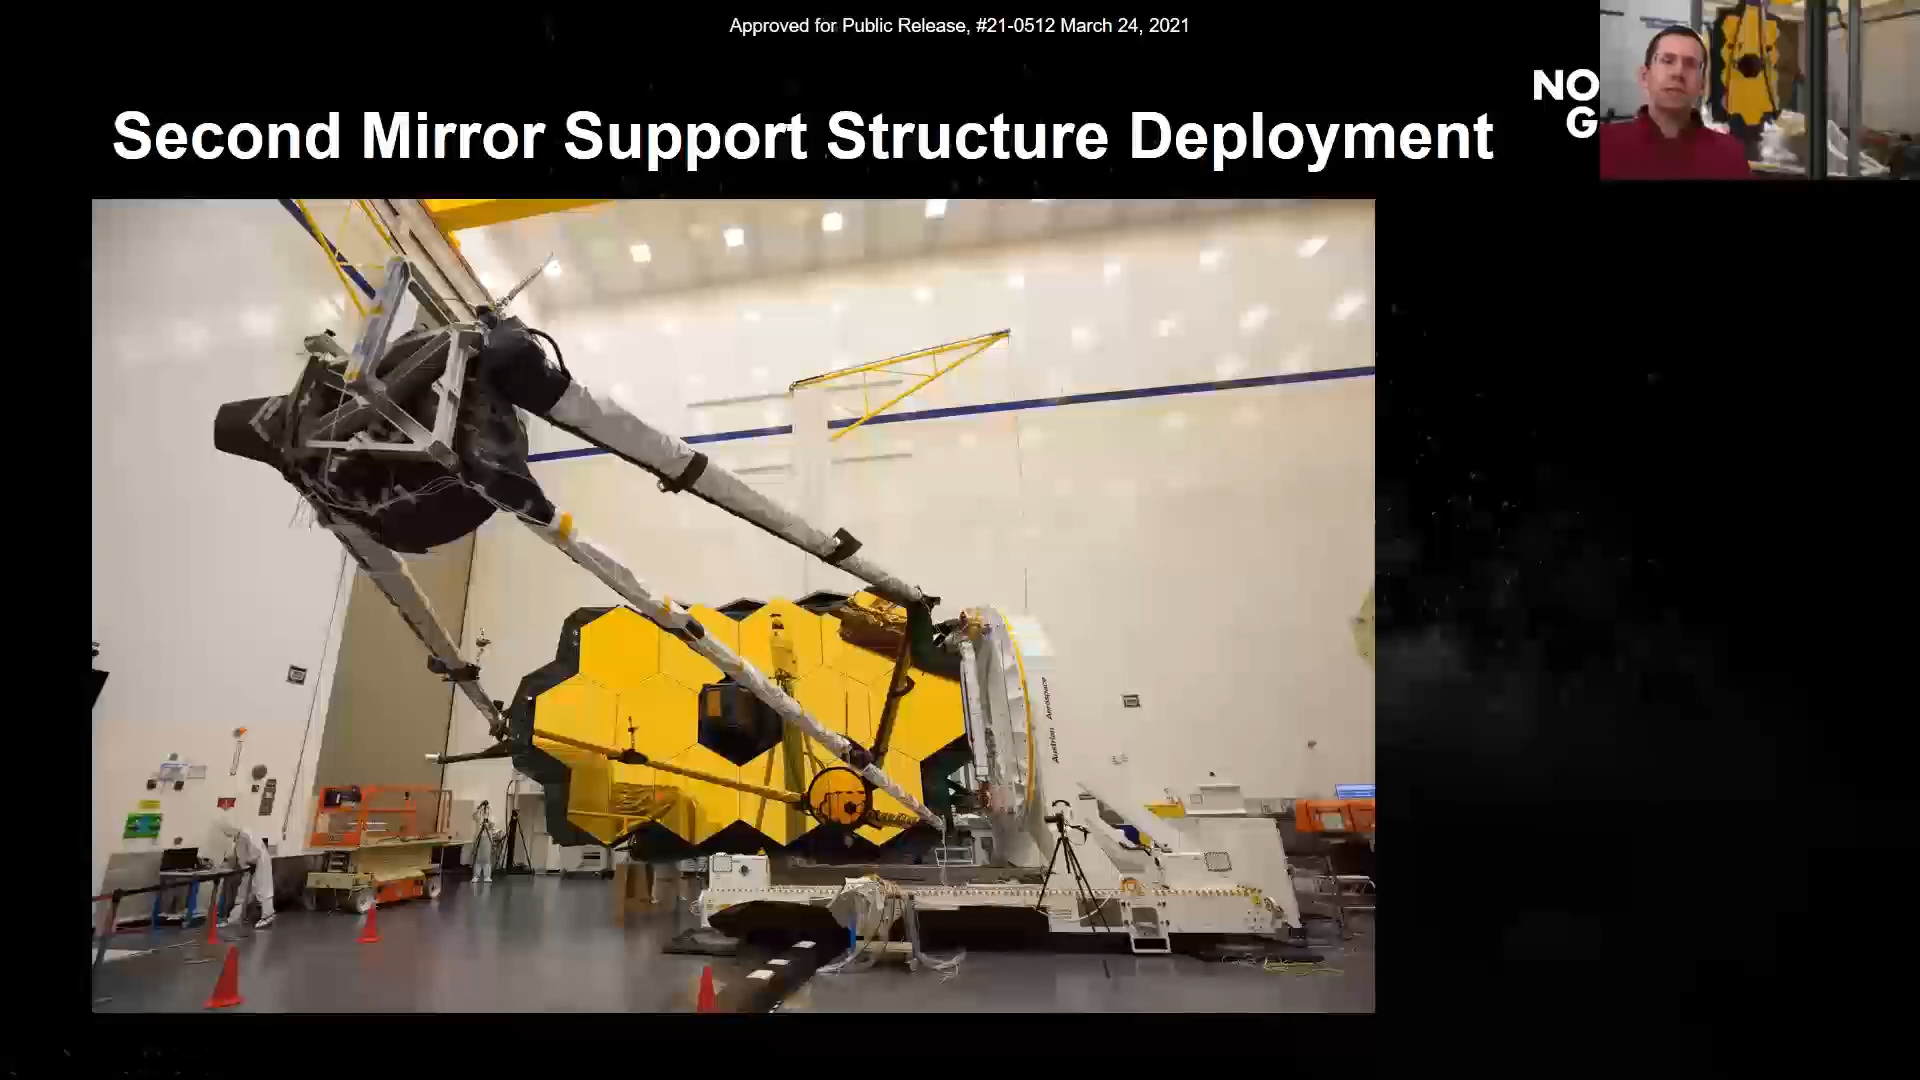 Approved for Public Release, #21-0512 March 24, 2021
Second Mirror Support Structure Deployment
NO
G
Austrian Aerospace